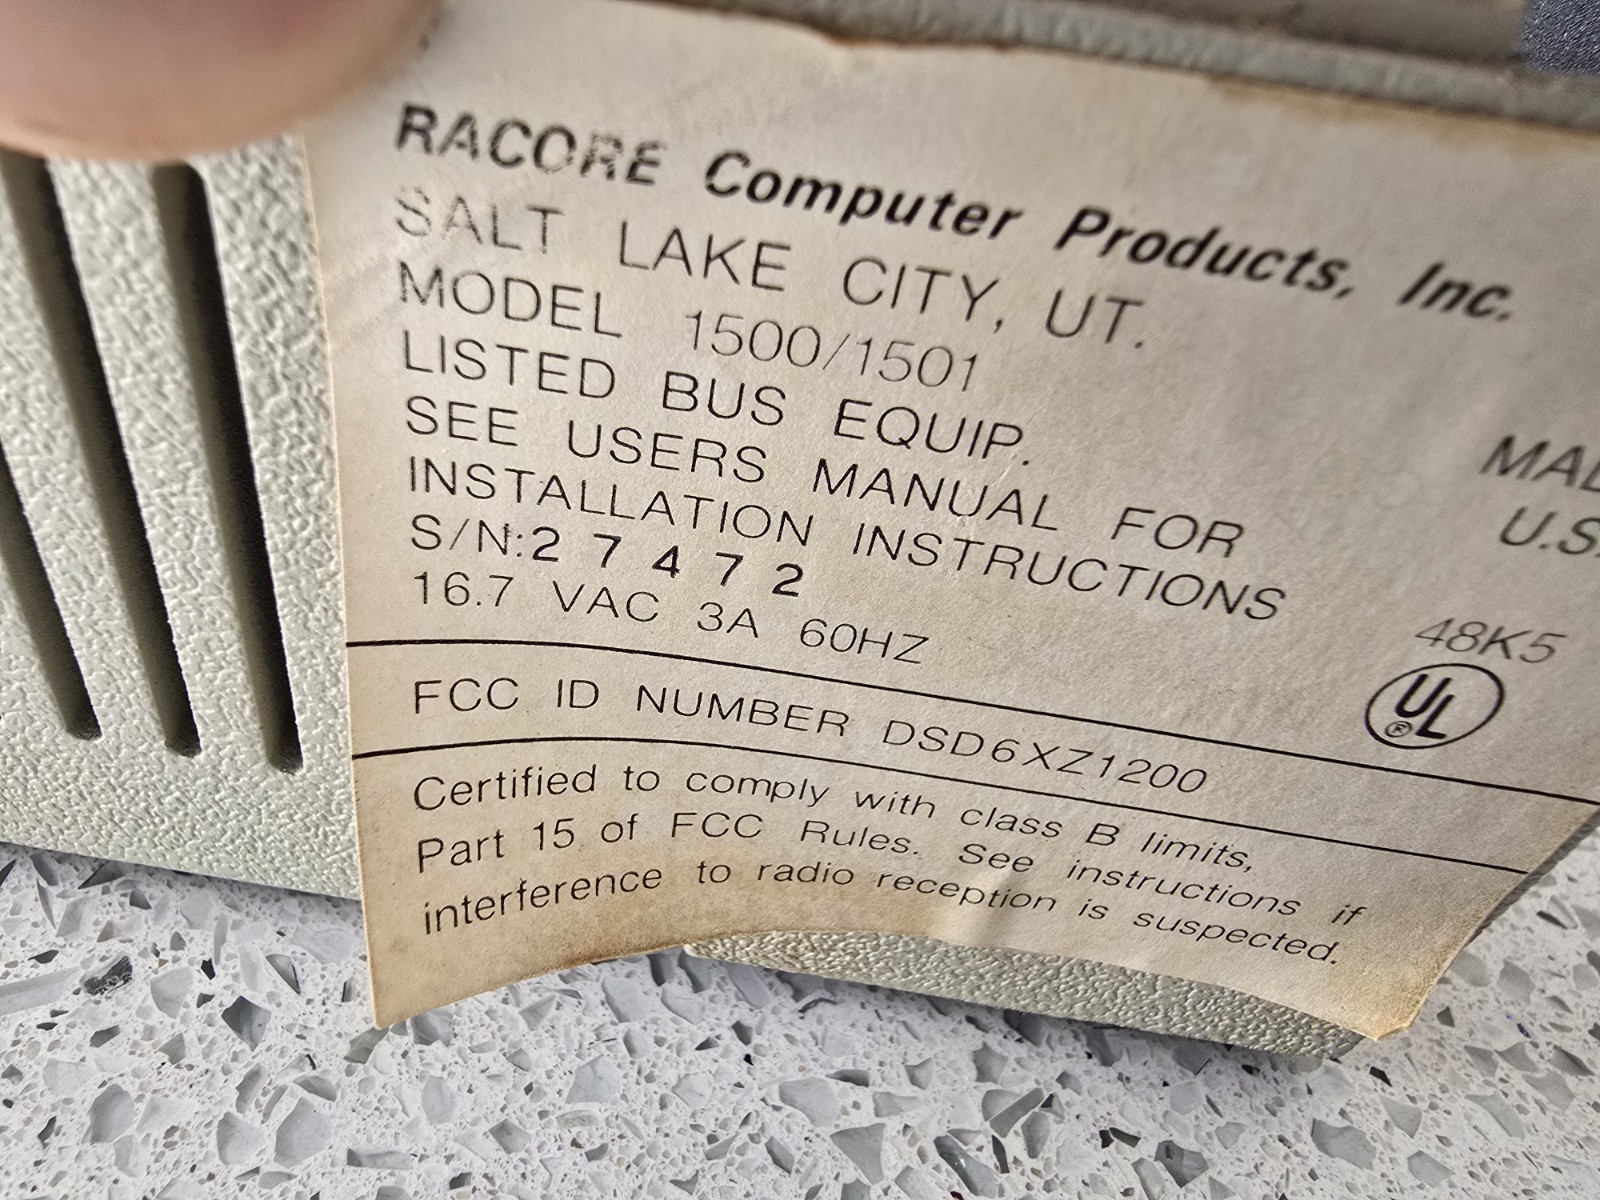 RACORE Computer Products, Inc.
SALT LAKE CITY, UT.
MODEL 1500/1501
LISTED BUS EQUIP.
SEE USERS MANUAL FOR
INSTALLATION INSTRUCTIONS
S/N:27472
16.7 VAC 3A 60HZ
U.S.
48K5
UL ®
FCC ID NUMBER DSD6XZ1200
Certified to comply with class B limits,
Part 15 of FCC Rules. See instructions if
interference to radio reception is suspected.